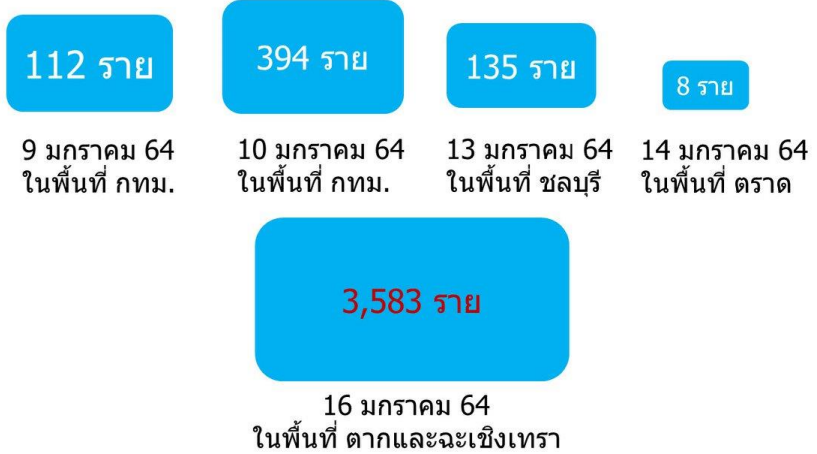 112 ราย
394 ราย
135 ราย
8 ราย
9 มกราคม 64
ในพื้นที่ กทม.
10 มกราคม 64
ในพื้นที่ กทม.
13 มกราคม 64
ในพื้นที่ ชลบุรี
14 มกราคม 64
ในพื้นที่ ตราด
3,583 ราย
16 มกราคม 64
ในพื้นที่ ตากและฉะเชิงเทรา